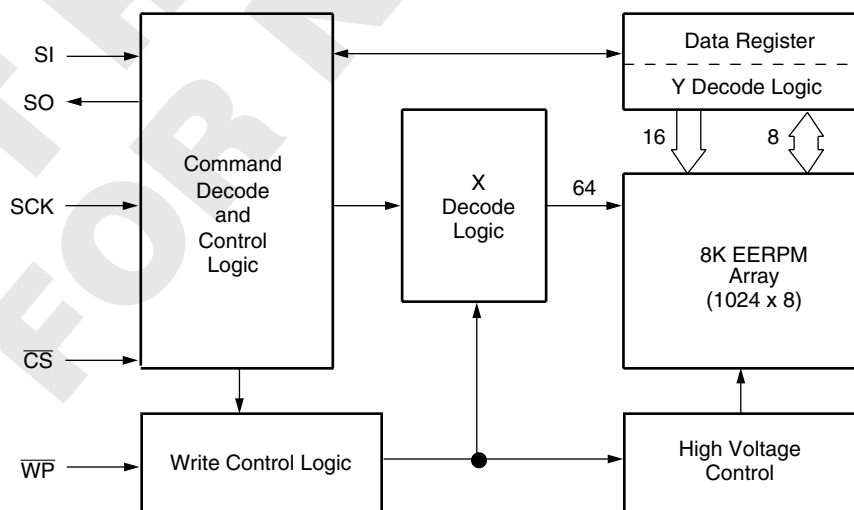 SI
SO
SCK
CS
WP
Command
Decode
and
Control
Logic
Write Control Logic
X
Decode
Logic
64
Data Register
Y Decode Logic
16
8
8K EERPM
Array
(1024 x 8)
High Voltage
Control